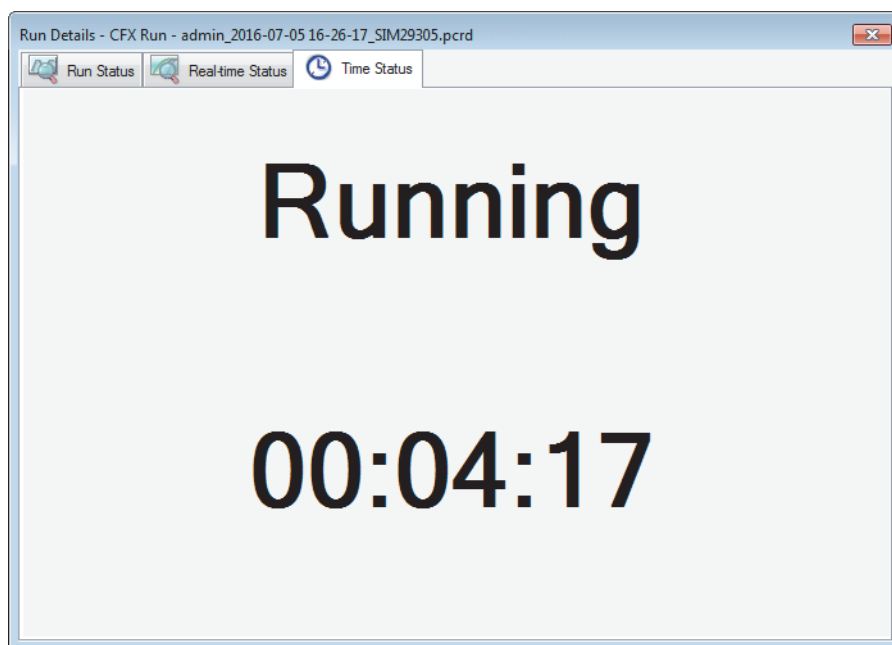 Run Details - CFX Run - admin_2016-07-05 16-26-17_SIM29305.pcrd
Run Status Real-time Status Time Status
Running
00:04:17